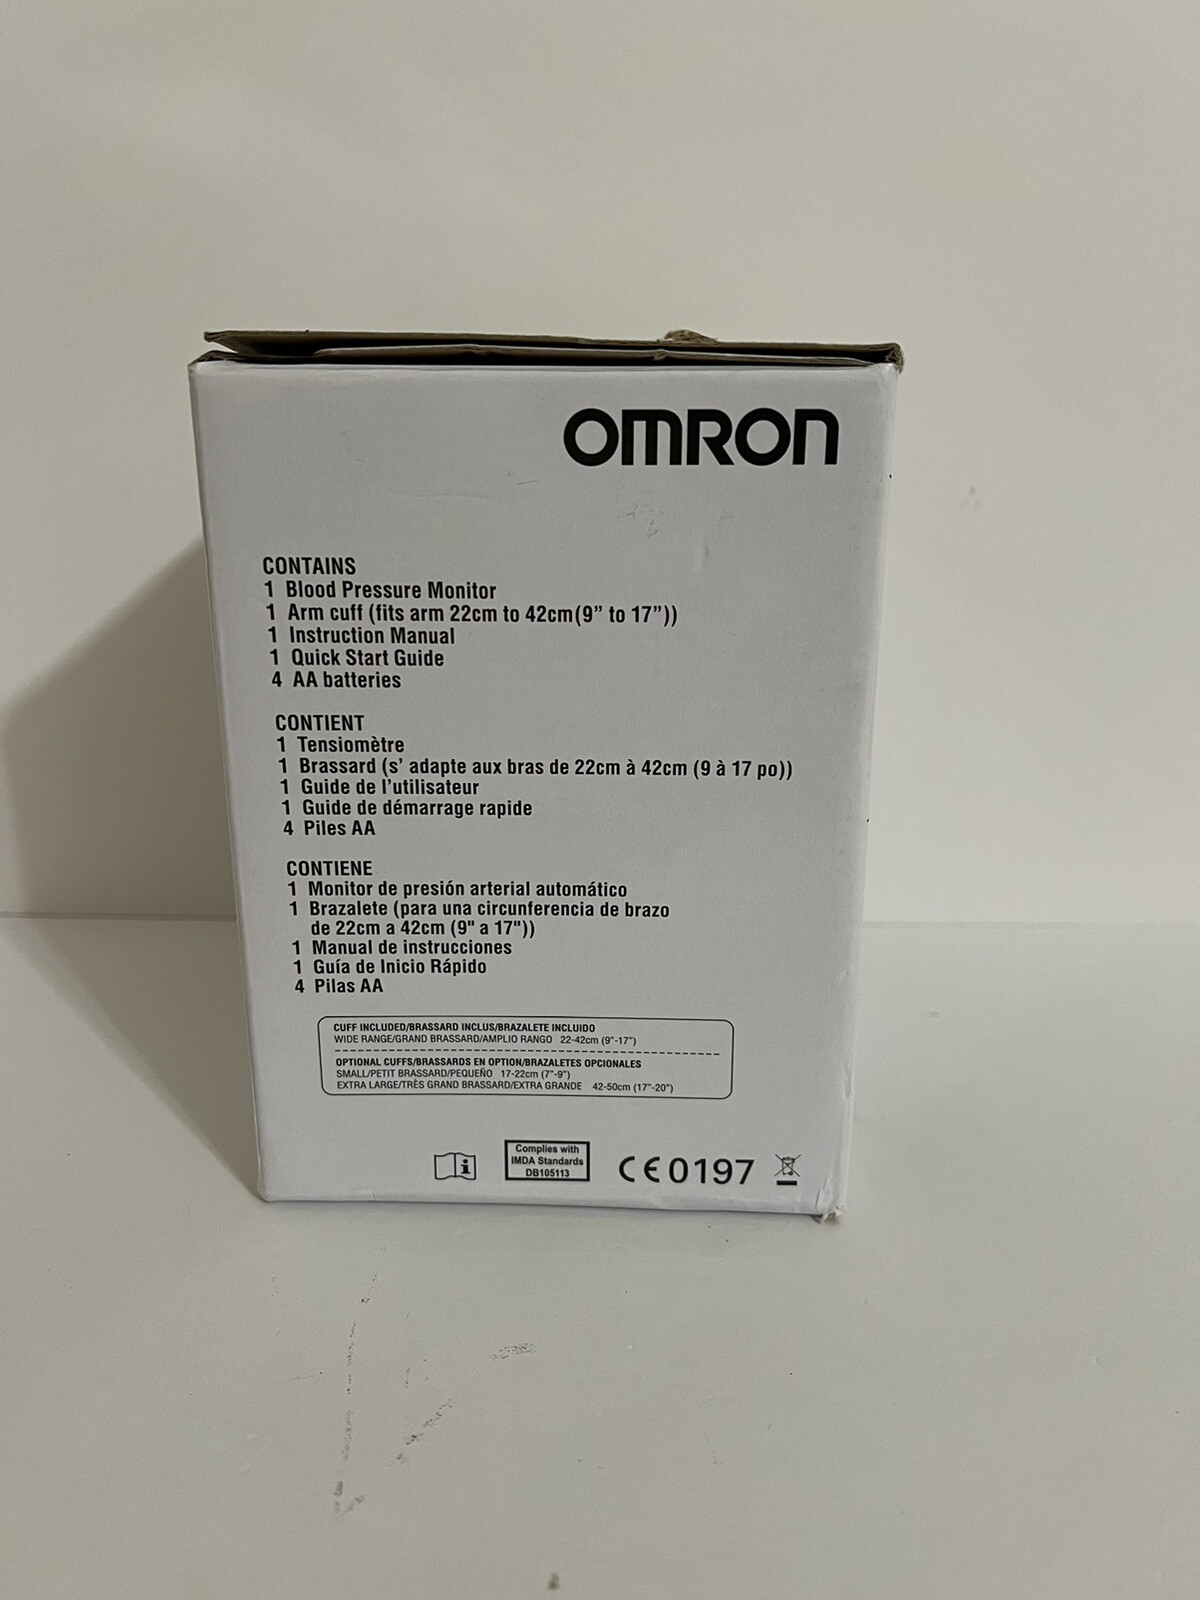 OMRON
CONTAINS
1 Blood Pressure Monitor
1 Arm cuff (fits arm 22cm to 42cm(9” to 17”))
1 Instruction Manual
1 Quick Start Guide
4 AA batteries
CONTIENT
1 Tensiomètre
1 Brassard (s’ adapte aux bras de 22cm à 42cm (9 à 17 po))
1 Guide de l’utilisateur
1 Guide de démarrage rapide
4 Piles AA
CONTIENE
1 Monitor de presión arterial automático
1 Brazalete (para una circunferencia de brazo
de 22cm a 42cm (9" a 17"))
1 Manual de instrucciones
1 Guía de Inicio Rápido
4 Pilas AA
CUFF INCLUDED/BRASSARD INCLUS/BRAZALETE INCLUIDO
WIDE RANGE/GRAND BRASSARD/AMPLIO RANGO 22-42cm (9"-17")
OPTIONAL CUFFS/BRASSARDS EN OPTION/BRAZALETES OPCIONALES
SMALL/PETIT BRASSARD/PEQUEÑO 17-22cm (7"-9")
EXTRA LARGE/TRÈS GRAND BRASSARD/EXTRA GRANDE 42-50cm (17"-20")
Complies with
IMDA Standards
DB105113
CE0197